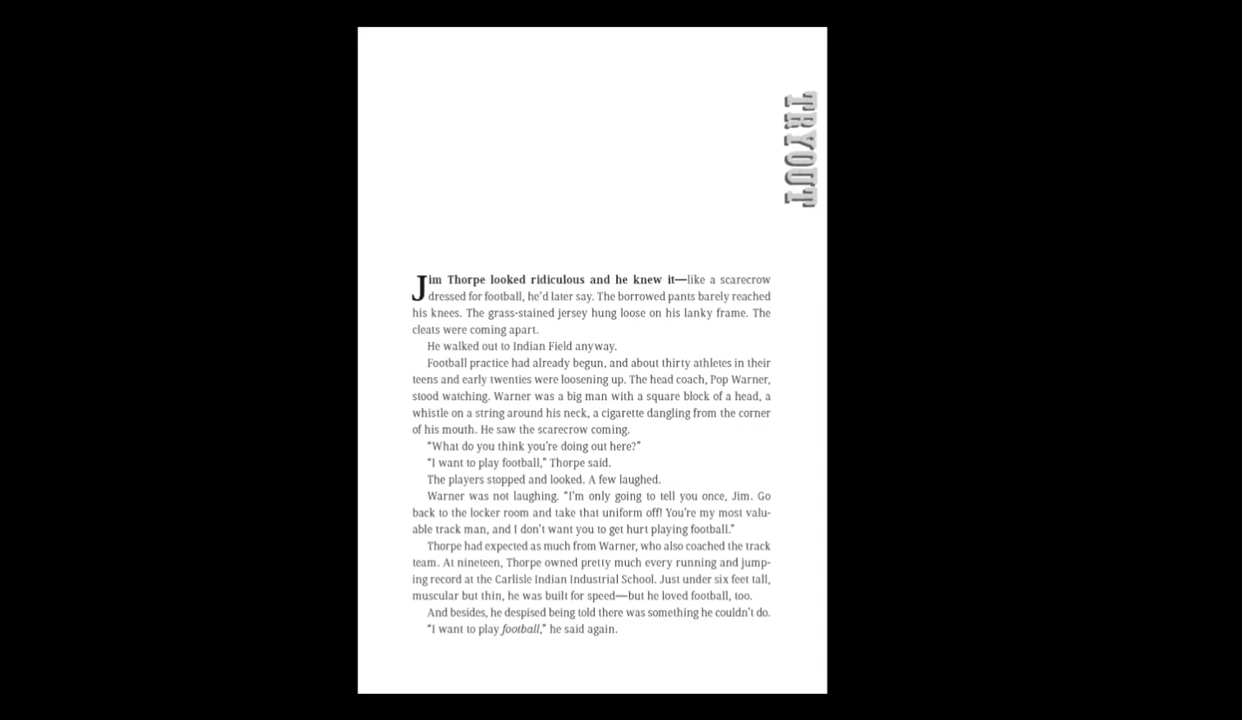 TRYOUT
Jim Thorpe looked ridiculous and he knew it—like a scarecrow
dressed for football, he'd later say. The borrowed pants barely reached
his knees. The grass-stained jersey hung loose on his lanky frame. The
cleats were coming apart.
He walked out to Indian Field anyway.
Football practice had already begun, and about thirty athletes in their
teens and early twenties were loosening up. The head coach, Pop Warner,
stood watching. Warner was a big man with a square block of a head, a
whistle on a string around his neck, a cigarette dangling from the corner
of his mouth. He saw the scarecrow coming.
“What do you think you're doing out here?”
“I want to play football,” Thorpe said.
The players stopped and looked. A few laughed.
Warner was not laughing. “I'm only going to tell you once, Jim. Go
back to the locker room and take that uniform off! You're my most valu-
able track man, and I don't want you to get hurt playing football.”
Thorpe had expected as much from Warner, who also coached the track
team. At nineteen, Thorpe owned pretty much every running and jump-
ing record at the Carlisle Indian Industrial School. Just under six feet tall,
muscular but thin, he was built for speed—but he loved football, too.
And besides, he despised being told there was something he couldn't do.
“I want to play football,” he said again.